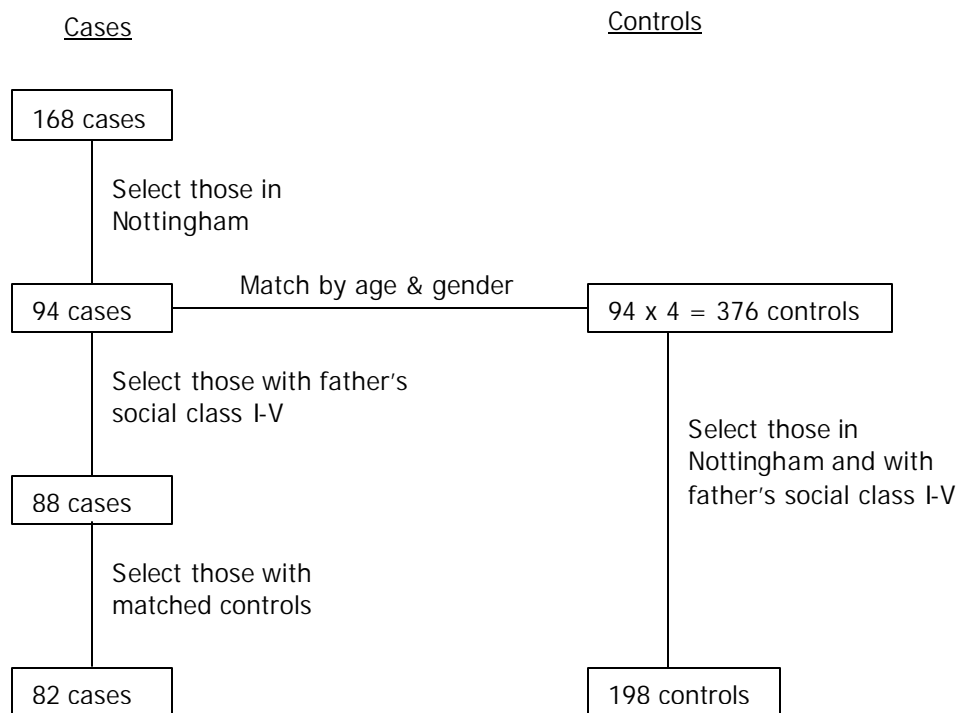 Cases
Controls
168 cases
Select those in
Nottingham
94 cases
Match by age & gender
94 x 4 = 376 controls
Select those with father's
social class I-V
Select those in
Nottingham and with
father's social class I-V
88 cases
Select those with
matched controls
82 cases
198 controls